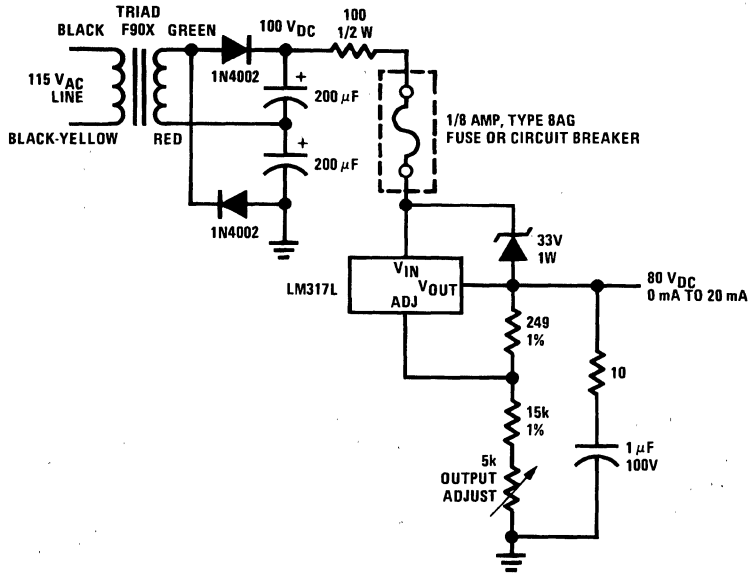 TRIAD
F90X
BLACK
GREEN
115 VAC
LINE
BLACK-YELLOW
RED
1N4002
100 VDC
+
200 μF
+
200 μF
1N4002
100
1/2 W
1/8 AMP, TYPE 8AG
FUSE OR CIRCUIT BREAKER
33V
1W
LM317L
VIN
VOUT
ADJ
80 VDC
0 mA TO 20 mA
249
1%
10
15k
1%
1 μF
100V
5k
OUTPUT
ADJUST